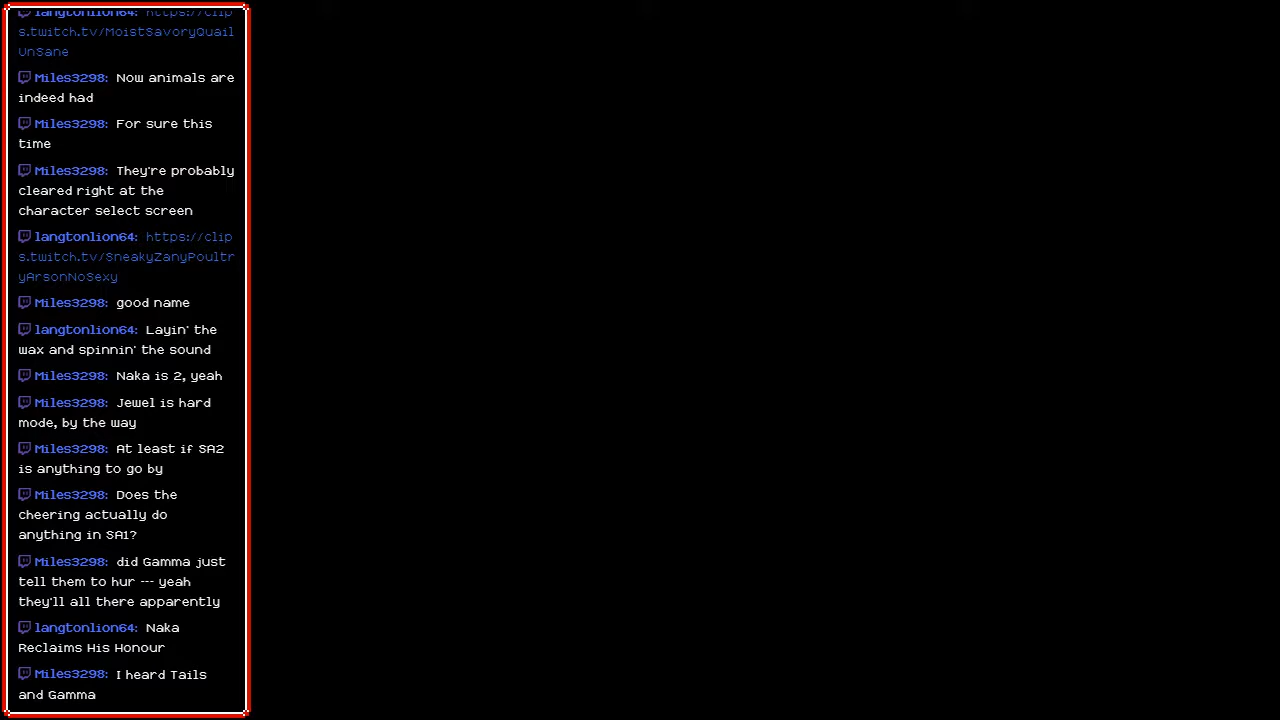 langtonlion64: https://clip
s.twitch.tv/MoistSavoryQuail
UnSane
Miles3298: Now animals are
indeed had
Miles3298: For sure this
time
Miles3298: They're probably
cleared right at the
character select screen
langtonlion64: https://clip
s.twitch.tv/SneakyZanyPoultr
yArsonNoSexy
Miles3298: good name
langtonlion64: Layin' the
wax and spinnin' the sound
Miles3298: Naka is 2, yeah
Miles3298: Jewel is hard
mode, by the way
Miles3298: At least if SA2
is anything to go by
Miles3298: Does the
cheering actually do
anything in SA1?
Miles3298: did Gamma just
tell them to hur --- yeah
they'll all there apparently
langtonlion64: Naka
Reclaims His Honour
Miles3298: I heard Tails
and Gamma